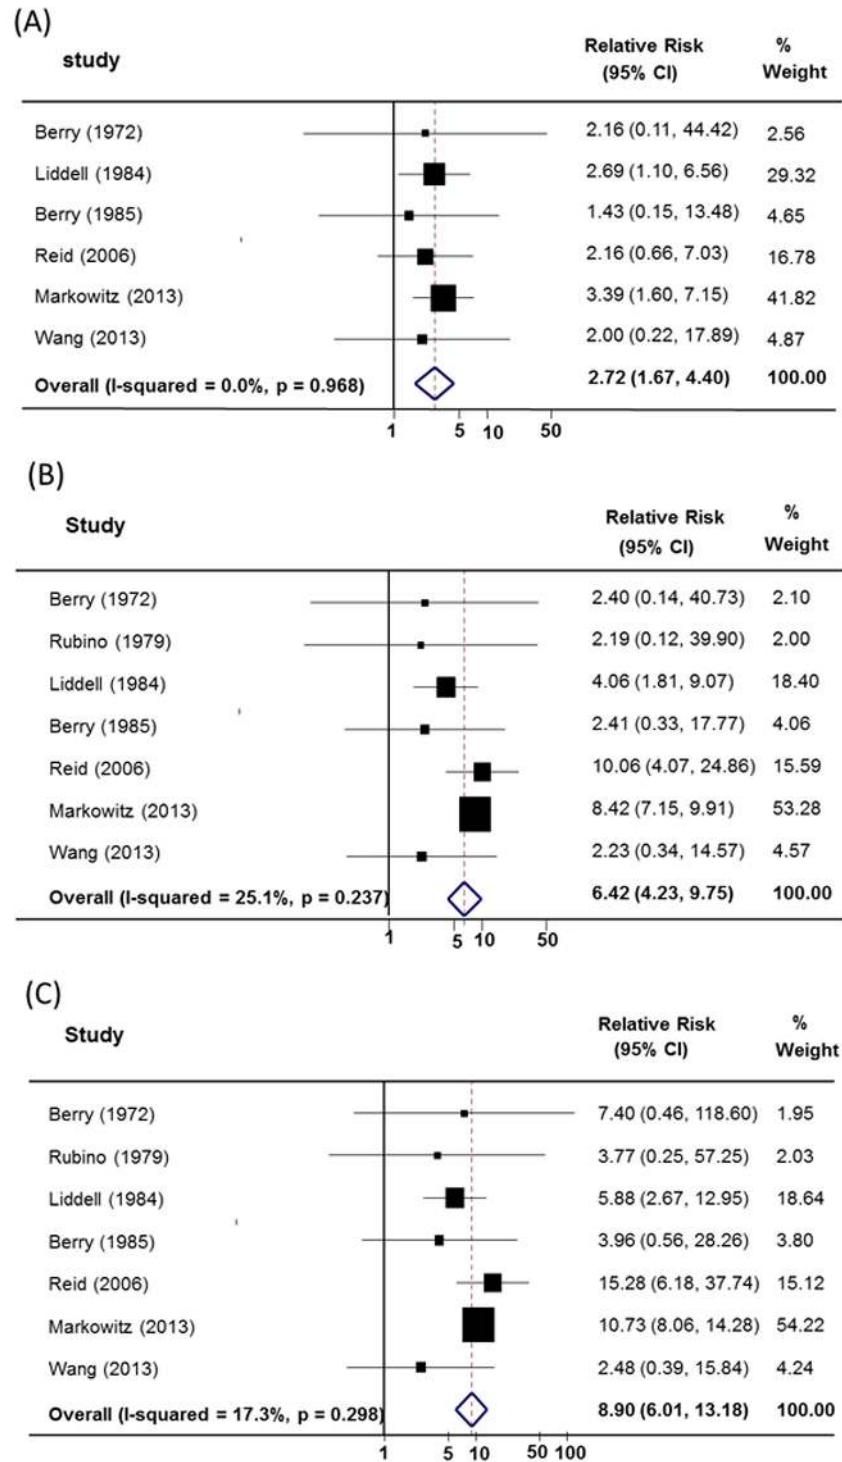 (A)
study Relative Risk (95% CI) % Weight
Berry (1972) 2.16 (0.11, 44.42) 2.56
Liddell (1984) 2.69 (1.10, 6.56) 29.32
Berry (1985) 1.43 (0.15, 13.48) 4.65
Reid (2006) 2.16 (0.66, 7.03) 16.78
Markowitz (2013) 3.39 (1.60, 7.15) 41.82
Wang (2013) 2.00 (0.22, 17.89) 4.87
Overall (I-squared = 0.0%, p = 0.968) 2.72 (1.67, 4.40) 100.00
1 5 10 50
(B)
Study Relative Risk (95% CI) % Weight
Berry (1972) 2.40 (0.14, 40.73) 2.10
Rubino (1979) 2.19 (0.12, 39.90) 2.00
Liddell (1984) 4.06 (1.81, 9.07) 18.40
Berry (1985) 2.41 (0.33, 17.77) 4.06
Reid (2006) 10.06 (4.07, 24.86) 15.59
Markowitz (2013) 8.42 (7.15, 9.91) 53.28
Wang (2013) 2.23 (0.34, 14.57) 4.57
Overall (I-squared = 25.1%, p = 0.237) 6.42 (4.23, 9.75) 100.00
1 5 10 50
(C)
Study Relative Risk (95% CI) % Weight
Berry (1972) 7.40 (0.46, 118.60) 1.95
Rubino (1979) 3.77 (0.25, 57.25) 2.03
Liddell (1984) 5.88 (2.67, 12.95) 18.64
Berry (1985) 3.96 (0.56, 28.26) 3.80
Reid (2006) 15.28 (6.18, 37.74) 15.12
Markowitz (2013) 10.73 (8.06, 14.28) 54.22
Wang (2013) 2.48 (0.39, 15.84) 4.24
Overall (I-squared = 17.3%, p = 0.298) 8.90 (6.01, 13.18) 100.00
1 5 10 50 100